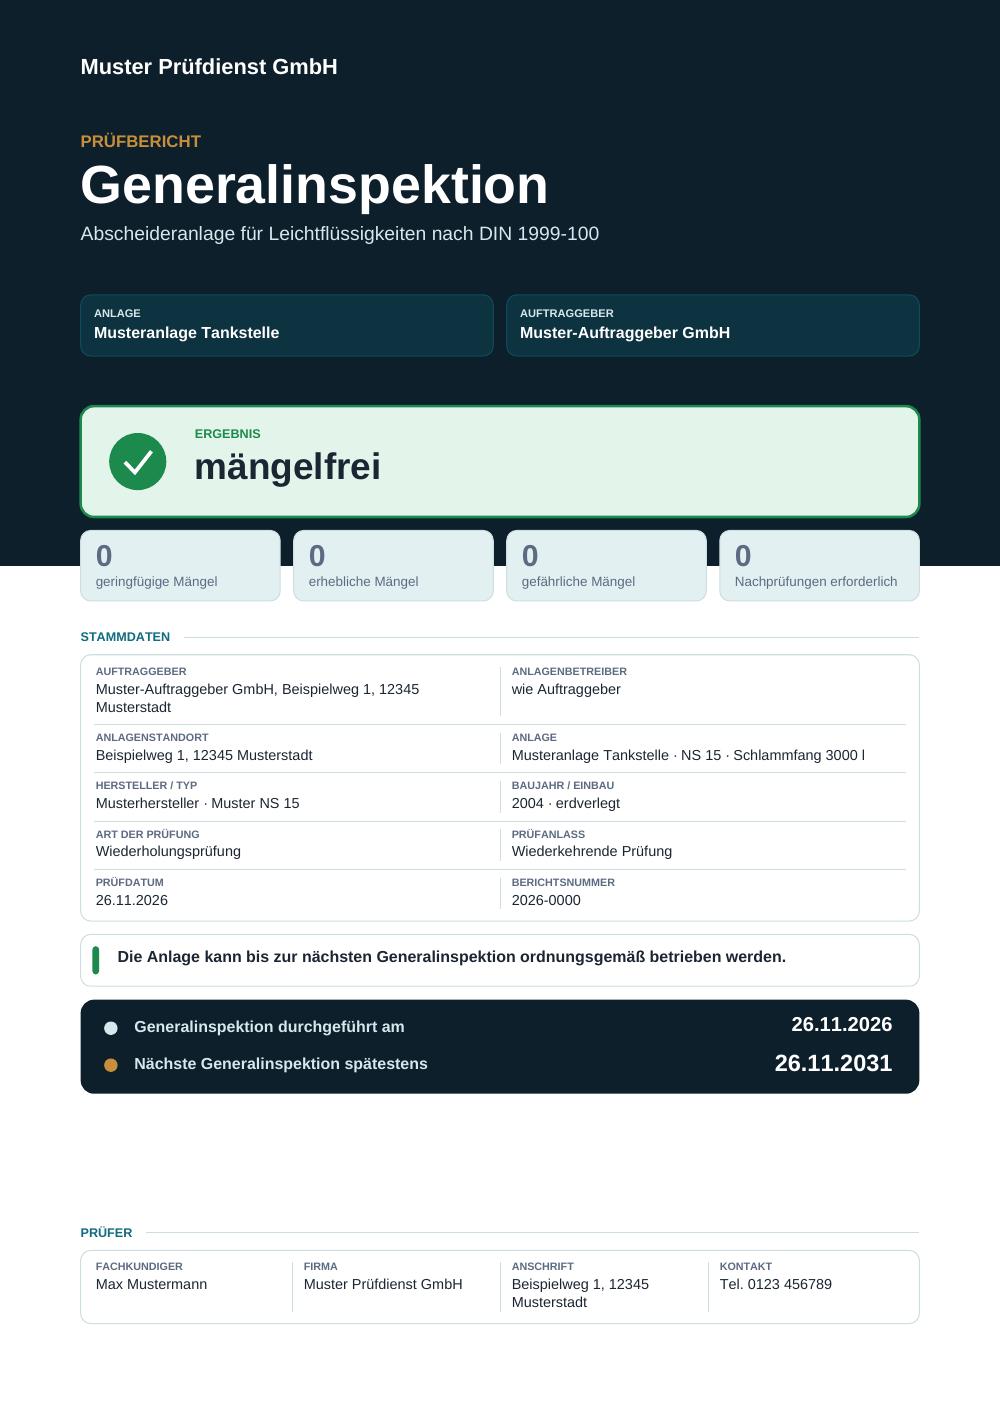 Muster Prüfdienst GmbH
PRÜFBERICHT
Generalinspektion
Abscheideranlage für Leichtflüssigkeiten nach DIN 1999-100
ANLAGE
Musteranlage Tankstelle
AUFTRAGGEBER
Muster-Auftraggeber GmbH
ERGEBNIS
mängelfrei
0
geringfügige Mängel
0
erhebliche Mängel
0
gefährliche Mängel
0
Nachprüfungen erforderlich
STAMMDATEN
AUFTRAGGEBER
Muster-Auftraggeber GmbH, Beispielweg 1, 12345
Musterstadt
ANLAGENBETREIBER
wie Auftraggeber
ANLAGENSTANDORT
Beispielweg 1, 12345 Musterstadt
ANLAGE
Musteranlage Tankstelle · NS 15 · Schlammfang 3000 l
HERSTELLER / TYP
Musterhersteller · Muster NS 15
BAUJAHR / EINBAU
2004 · erdverlegt
ART DER PRÜFUNG
Wiederholungsprüfung
PRÜFANLASS
Wiederkehrende Prüfung
PRÜFDATUM
26.11.2026
BERICHTSNUMMER
2026-0000
Die Anlage kann bis zur nächsten Generalinspektion ordnungsgemäß betrieben werden.
Generalinspektion durchgeführt am 26.11.2026
Nächste Generalinspektion spätestens 26.11.2031
PRÜFER
FACHKUNDIGER
Max Mustermann
FIRMA
Muster Prüfdienst GmbH
ANSCHRIFT
Beispielweg 1, 12345
Musterstadt
KONTAKT
Tel. 0123 456789